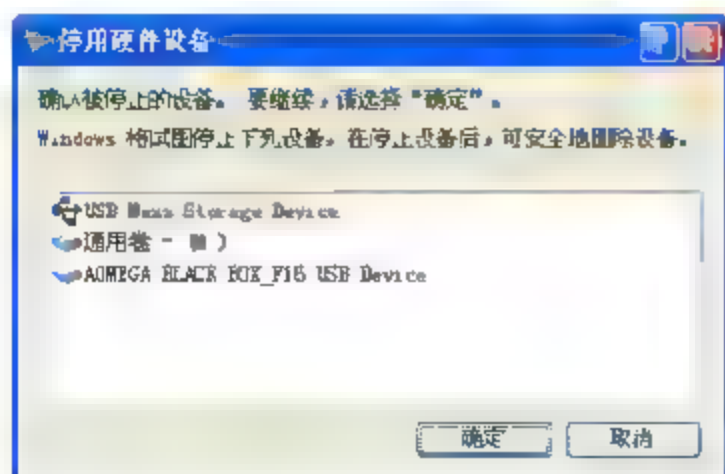 停用硬件设备
确认被停止的设备。要继续，请选择“确定”。
Windows 将试图停止下列设备。在停止设备后，可安全地删除设备。
USB Mass Storage Device
通用卷 -
AOMEGA BLACK BOX_F15 USB Device
确定 取消